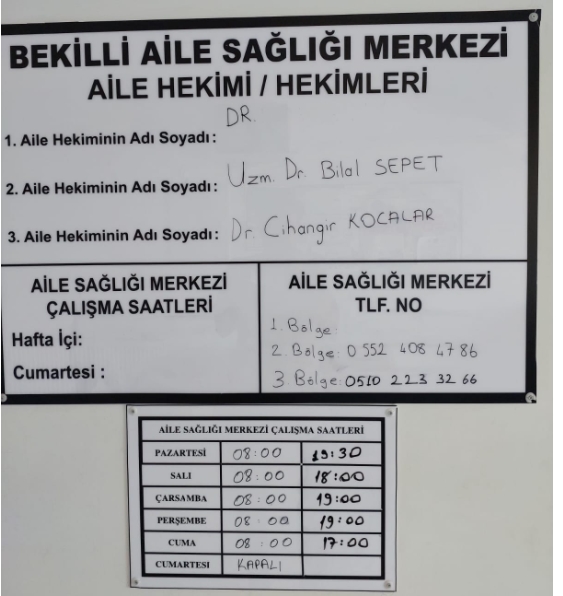 BEKİLLİ AİLE SAĞLIĞI MERKEZİ
AİLE HEKİMİ / HEKİMLERİ
1. Aile Hekiminin Adı Soyadı: DR.
2. Aile Hekiminin Adı Soyadı: Uzm. Dr. Bilal SEPET
3. Aile Hekiminin Adı Soyadı: Dr. Cihangir KOCALAR
AİLE SAĞLIĞI MERKEZİ
ÇALIŞMA SAATLERİ
Hafta İçi:
Cumartesi :
AİLE SAĞLIĞI MERKEZİ
TLF. NO
1. Bölge:
2. Bölge: 0 552 408 47 86
3. Bölge: 0510 223 32 66
AİLE SAĞLIĞI MERKEZİ ÇALIŞMA SAATLERİ
PAZARTESİ 08:00 19:30
SALI 08:00 18:00
ÇARSAMBA 08:00 19:00
PERŞEMBE 08:00 19:00
CUMA 08:00 17:00
CUMARTESI KAPALI